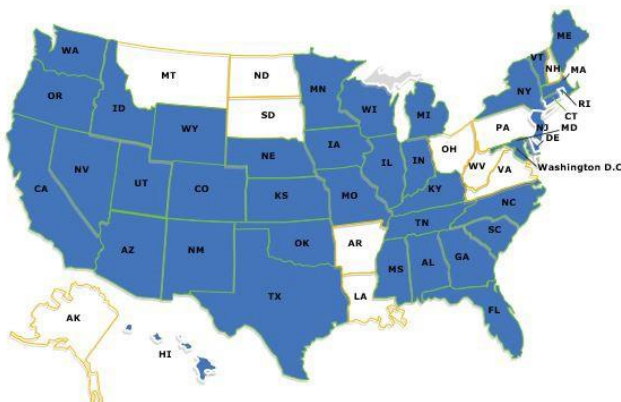 WA
OR
CA
ID
NV
AZ
MT
WY
UT
CO
NM
ND
SD
NE
KS
OK
TX
MN
IA
MO
AR
LA
WI
IL
MS
MI
IN
KY
TN
AL
OH
WV
VA
NC
SC
GA
FL
PA
NY
VT
NH
ME
MA
RI
CT
NJ
MD
DE
Washington D.C
AK
HI